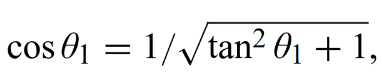 cos θ₁ = 1/√(tan² θ₁ + 1),